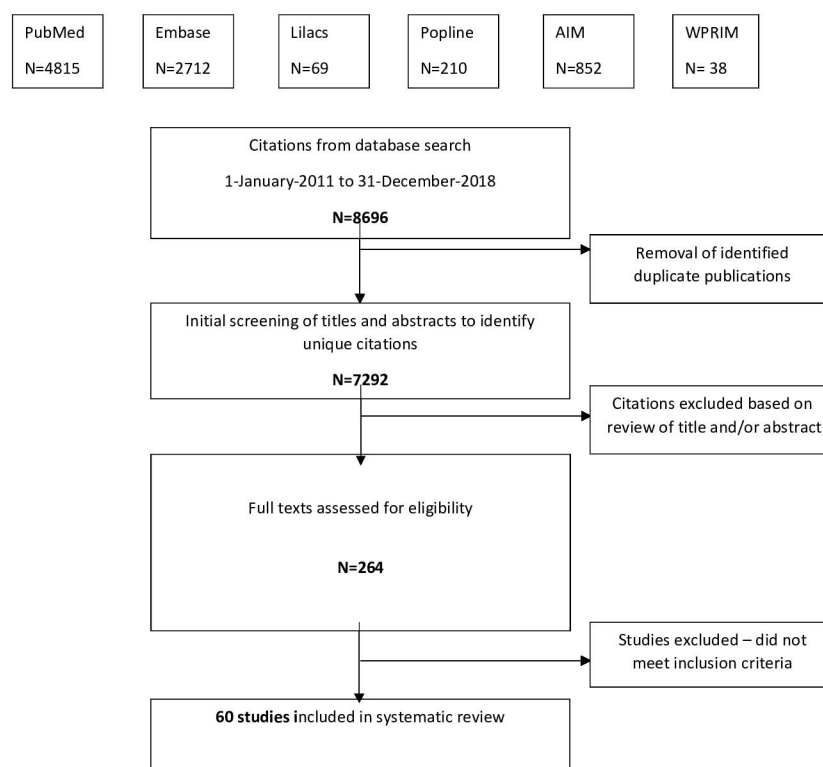 PubMed
N=4815
Embase
N=2712
Lilacs
N=69
Popline
N=210
AIM
N=852
WPRIM
N= 38
Citations from database search
1-January-2011 to 31-December-2018
N=8696
Removal of identified
duplicate publications
Initial screening of titles and abstracts to identify
unique citations
N=7292
Citations excluded based on
review of title and/or abstract
Full texts assessed for eligibility
N=264
Studies excluded – did not
meet inclusion criteria
60 studies included in systematic review